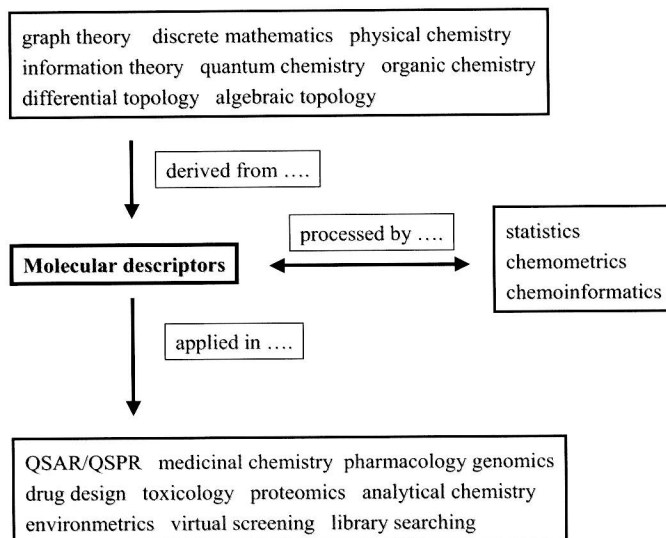 graph theory discrete mathematics physical chemistry
information theory quantum chemistry organic chemistry
differential topology algebraic topology
derived from ….
processed by ….
Molecular descriptors
statistics
chemometrics
chemoinformatics
applied in ….
QSAR/QSPR medicinal chemistry pharmacology genomics
drug design toxicology proteomics analytical chemistry
environmetrics virtual screening library searching